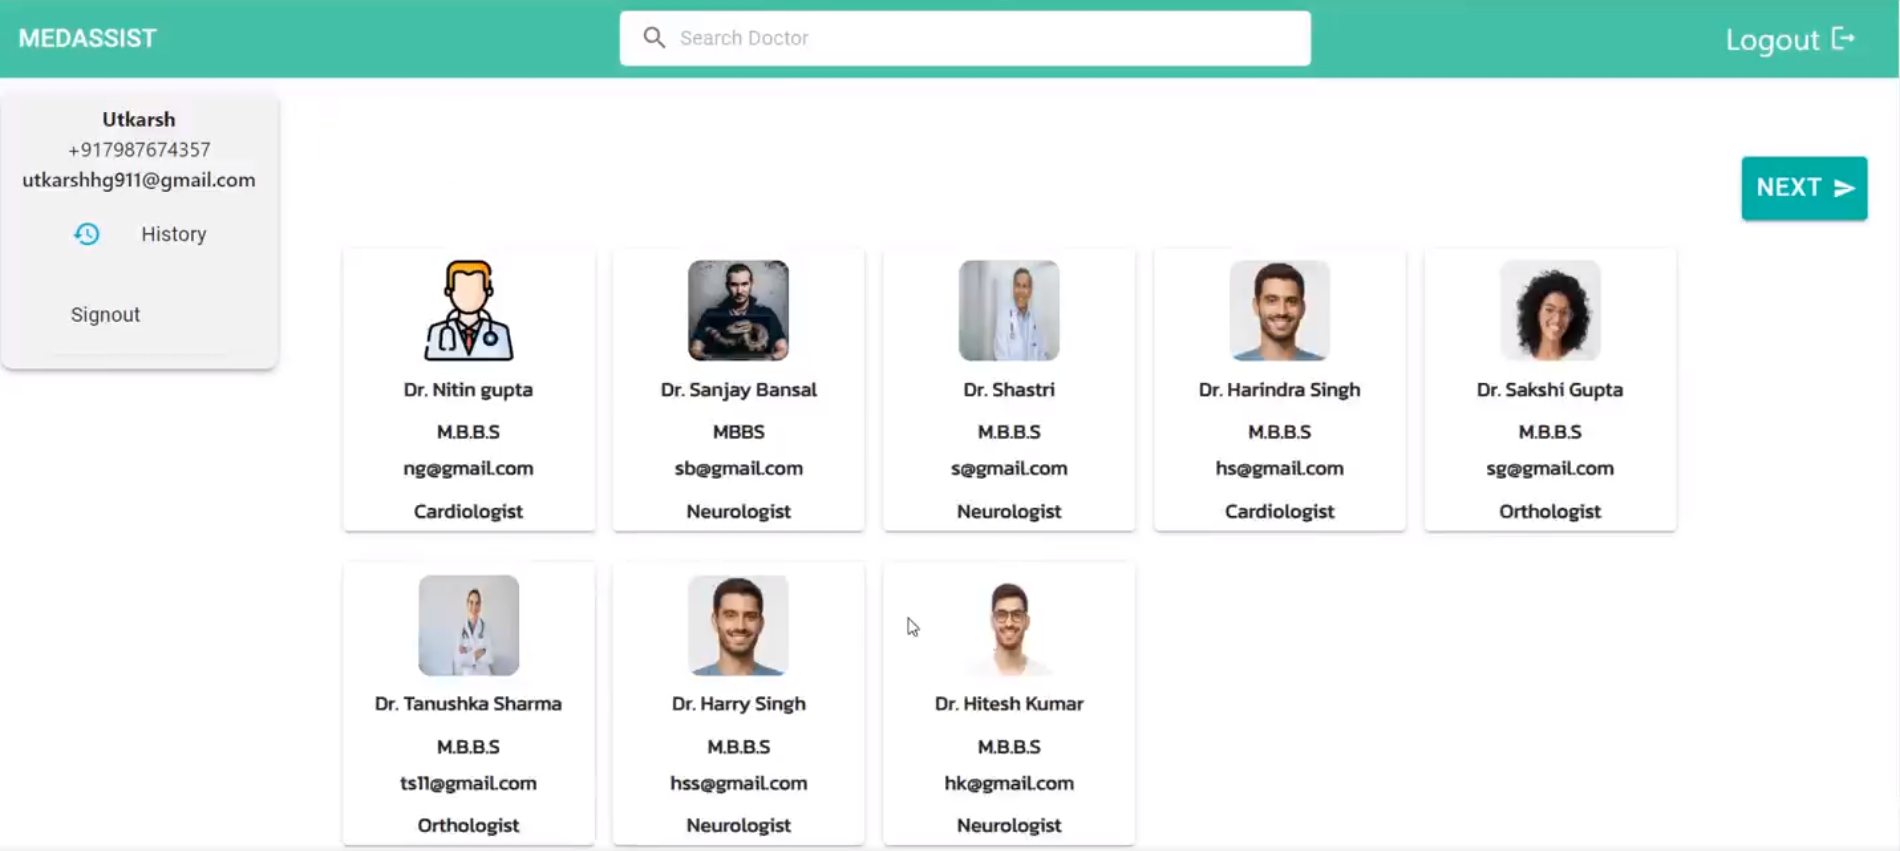 MEDASSIST
Search Doctor
Logout
Utkarsh
+917987674357
utkarshhg911@gmail.com
History
Signout
NEXT
Dr. Nitin gupta
M.B.B.S
ng@gmail.com
Cardiologist
Dr. Sanjay Bansal
MBBS
sb@gmail.com
Neurologist
Dr. Shastri
M.B.B.S
s@gmail.com
Neurologist
Dr. Harindra Singh
M.B.B.S
hs@gmail.com
Cardiologist
Dr. Sakshi Gupta
M.B.B.S
sg@gmail.com
Orthologist
Dr. Tanushka Sharma
M.B.B.S
ts11@gmail.com
Orthologist
Dr. Harry Singh
M.B.B.S
hss@gmail.com
Neurologist
Dr. Hitesh Kumar
M.B.B.S
hk@gmail.com
Neurologist